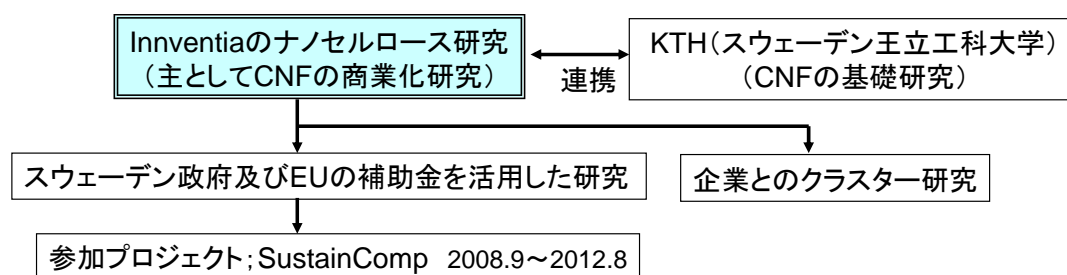 Innventiaのナノセルロース研究
(主としてCNFの商業化研究)
連携
KTH(スウェーデン王立工科大学)
(CNFの基礎研究)
スウェーデン政府及びEUの補助金を活用した研究
企業とのクラスター研究
参加プロジェクト;SustainComp 2008.9～2012.8